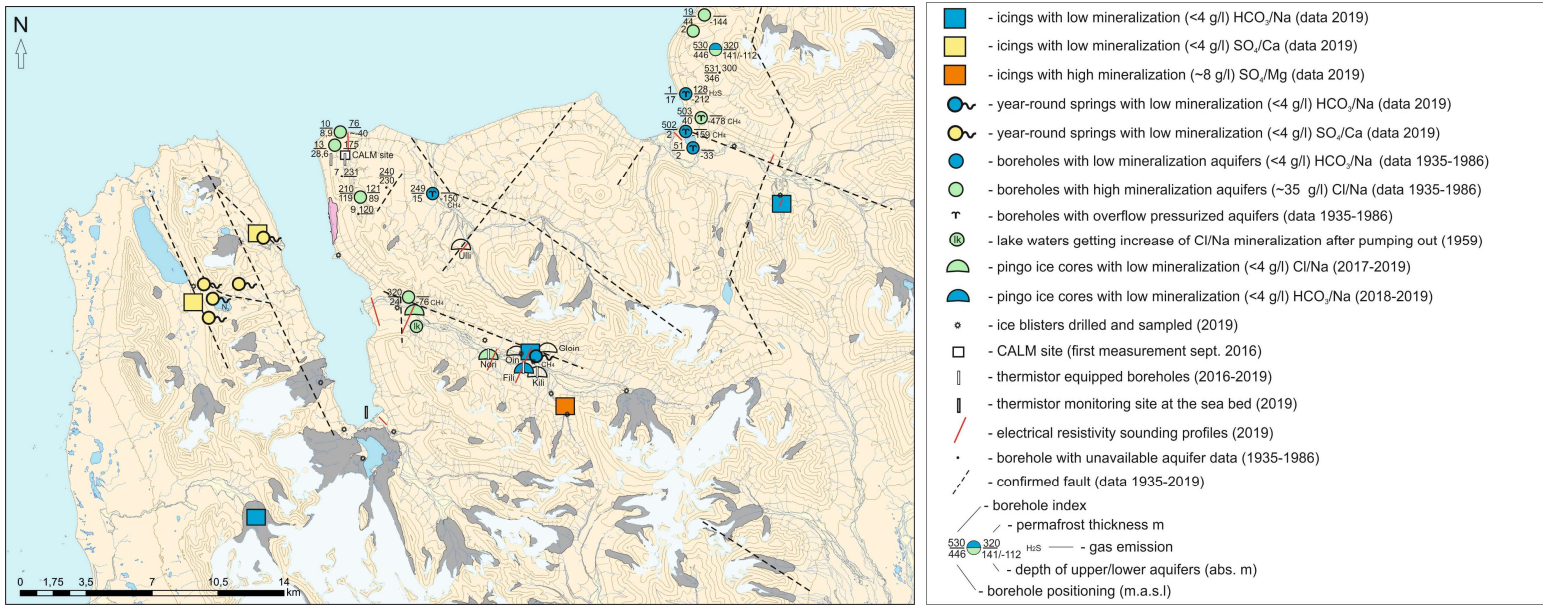 N
19
44
2
-144
530
446
320
141/-112
531
346
300
1
17
128
-212
H₂S
503
40
-478 CH₄
502
2
-159 CH₄
51
2
-33
10
8,9
76
-40
13
28,6
175
CALM site
7
231
240
230
210
119
121
89
9
120
249
15
-150
CH₄
Ulli
320
24
-76 CH₄
lk
Nori
Oin
Gloin
CH₄
Fili
Kili
N.
0 1,75 3,5 7 10,5 14
km
- icings with low mineralization (<4 g/l) HCO₃/Na (data 2019)
- icings with low mineralization (<4 g/l) SO₄/Ca (data 2019)
- icings with high mineralization (~8 g/l) SO₄/Mg (data 2019)
- year-round springs with low mineralization (<4 g/l) HCO₃/Na (data 2019)
- year-round springs with low mineralization (<4 g/l) SO₄/Ca (data 2019)
- boreholes with low mineralization aquifers (<4 g/l) HCO₃/Na (data 1935-1986)
- boreholes with high mineralization aquifers (~35 g/l) Cl/Na (data 1935-1986)
- boreholes with overflow pressurized aquifers (data 1935-1986)
lk - lake waters getting increase of Cl/Na mineralization after pumping out (1959)
- pingo ice cores with low mineralization (<4 g/l) Cl/Na (2017-2019)
- pingo ice cores with low mineralization (<4 g/l) HCO₃/Na (2018-2019)
- ice blisters drilled and sampled (2019)
- CALM site (first measurement sept. 2016)
- thermistor equipped boreholes (2016-2019)
- thermistor monitoring site at the sea bed (2019)
- electrical resistivity sounding profiles (2019)
- borehole with unavailable aquifer data (1935-1986)
- confirmed fault (data 1935-2019)
- borehole index
- permafrost thickness m
530
446
320
141/-112
H₂S
- gas emission
- depth of upper/lower aquifers (abs. m)
- borehole positioning (m.a.s.l)